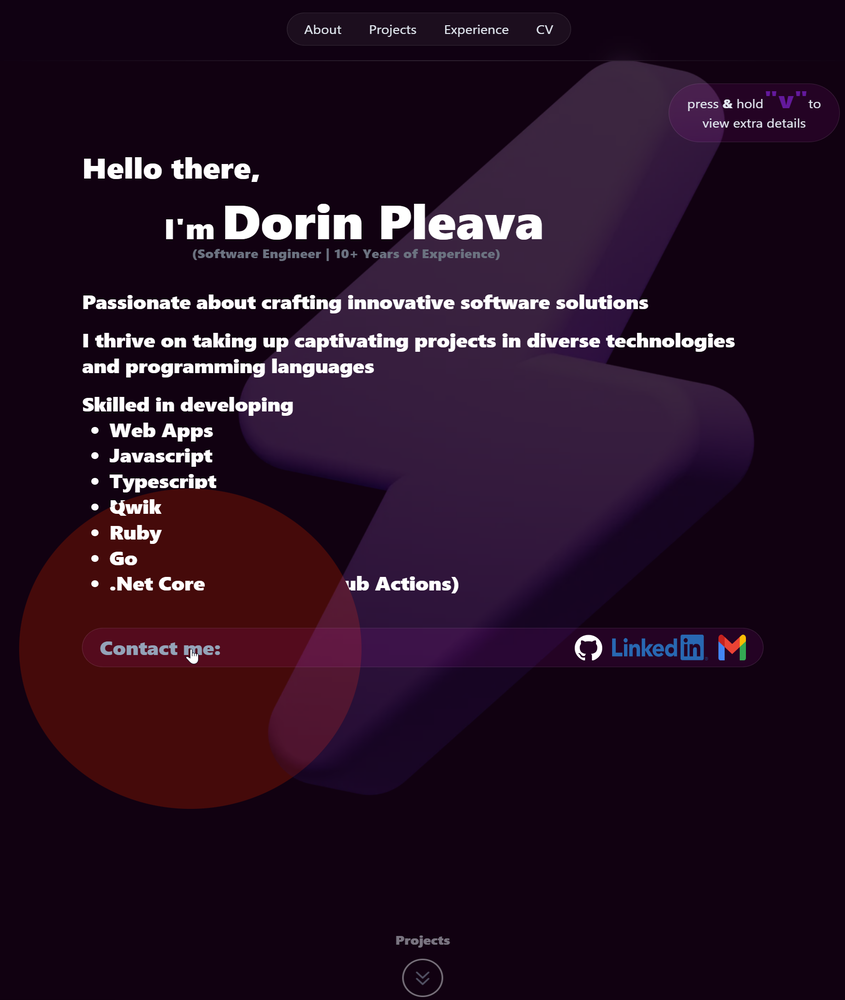 About Projects Experience CV
press & hold "v" to
view extra details
Hello there,
I'm Dorin Pleava
(Software Engineer | 10+ Years of Experience)
Passionate about crafting innovative software solutions
I thrive on taking up captivating projects in diverse technologies
and programming languages
Skilled in developing
• Web Apps
• Javascript
• Typescript
• Qwik
• Ruby
• Go
• .Net Core ub Actions)
Contact me: LinkedIn
Projects